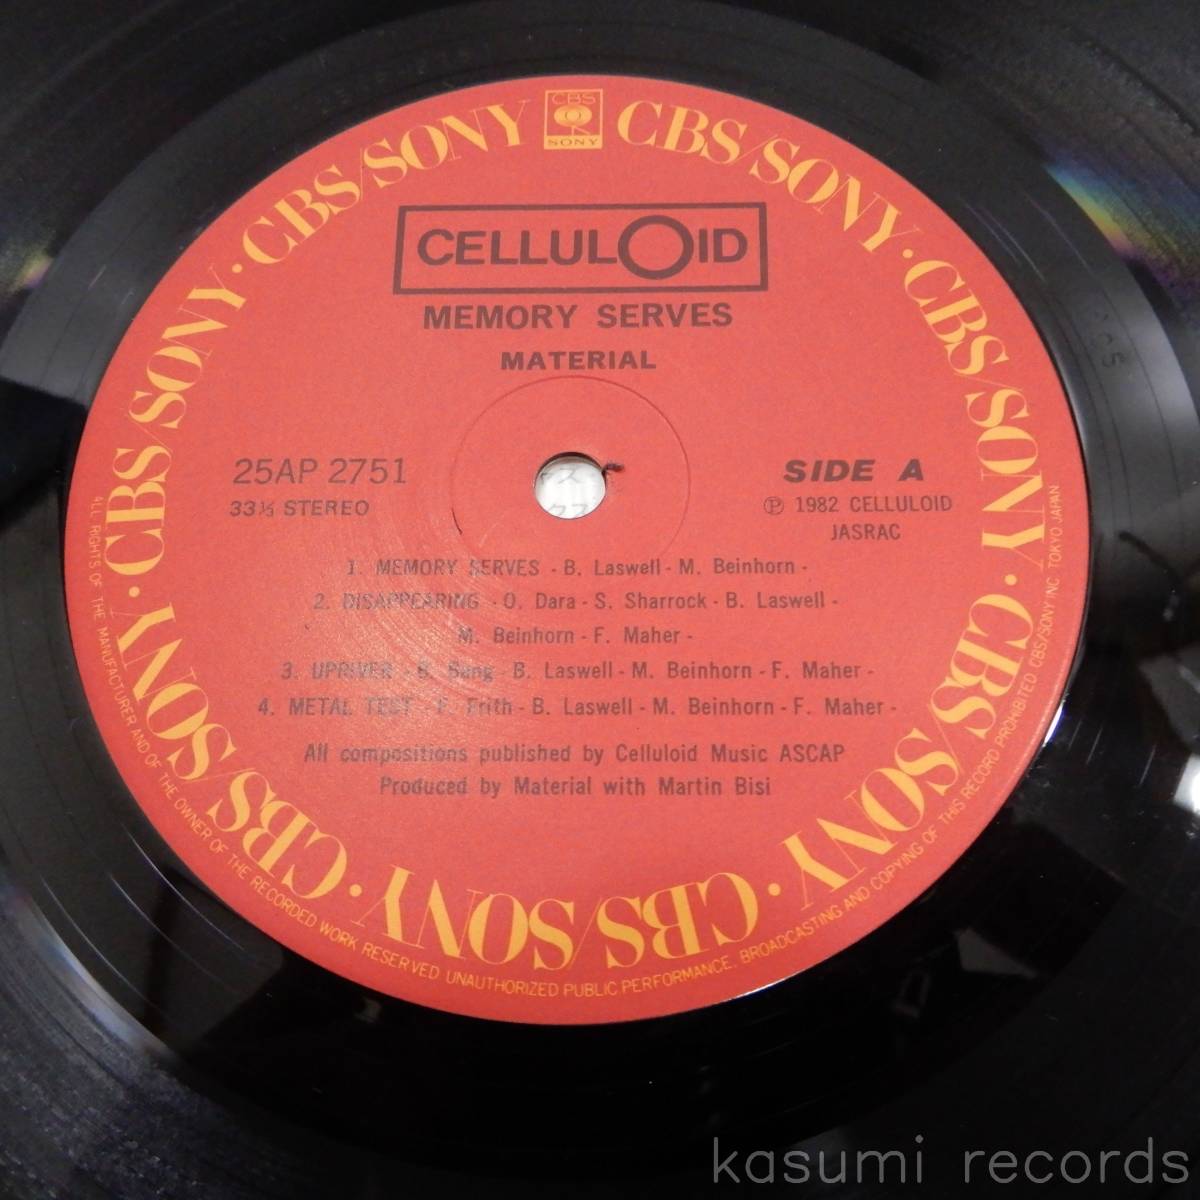 CBS
SONY
CBS/SONY · CBS/SONY · CBS/SONY · CBS/SONY · CBS/SONY · CBS/SONY · CBS/SONY · CBS/SONY
CELLULOID
MEMORY SERVES
MATERIAL
25AP 2751
33⅓ STEREO
SIDE A
Ⓟ 1982 CELLULOID
JASRAC
1. MEMORY SERVES - B. Laswell - M. Beinhorn -
2. DISAPPEARING - O. Dara - S. Sharrock - B. Laswell -
M. Beinhorn - F. Maher -
3. UPRIVER - B. Bang - B. Laswell - M. Beinhorn - F. Maher -
4. METAL TEST - F. Frith - B. Laswell - M. Beinhorn - F. Maher -
All compositions published by Celluloid Music ASCAP
Produced by Material with Martin Bisi
ALL RIGHTS OF THE MANUFACTURER AND OF THE OWNER OF THE RECORDED WORK RESERVED UNAUTHORIZED PUBLIC PERFORMANCE. BROADCASTING AND COPYING OF THIS RECORD PROHIBITED CBS/SONY INC. TOKYO JAPAN
kasumi records